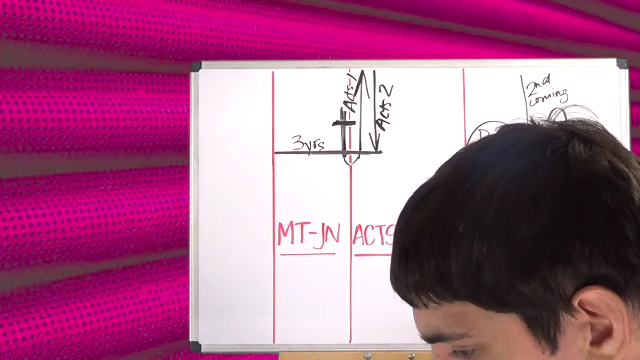 Acts 1
Acts 2
2nd
coming
3yrs
MT-JN
ACTS